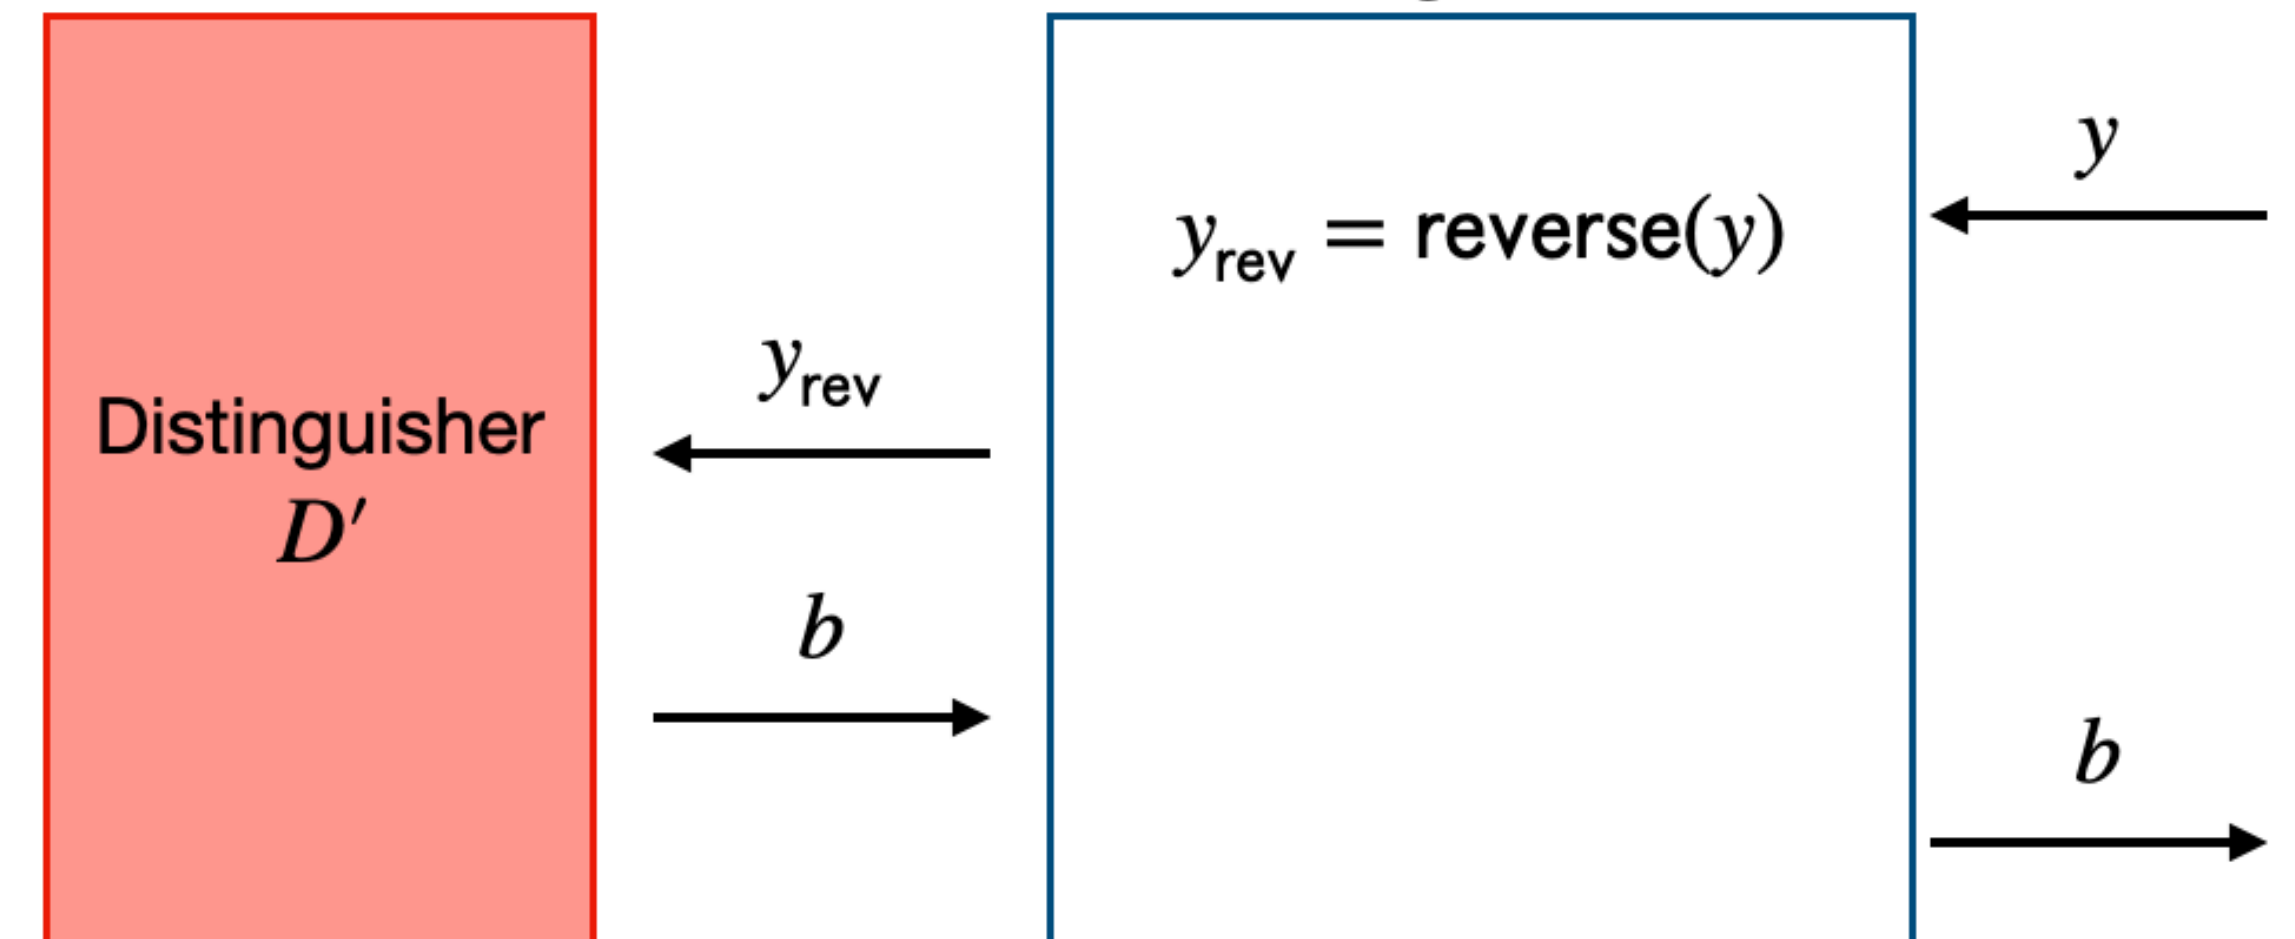 y
y_rev = reverse(y)
y_rev
Distinguisher
D′
b
b